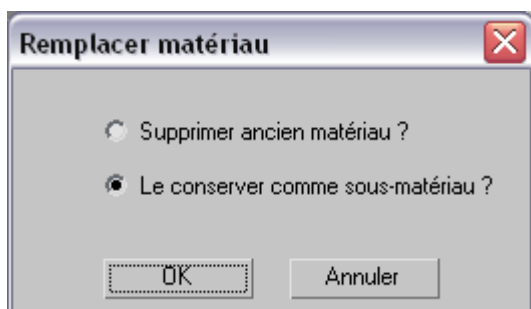 Remplacer matériau
Supprimer ancien matériau ?
Le conserver comme sous-matériau ?
OK Annuler